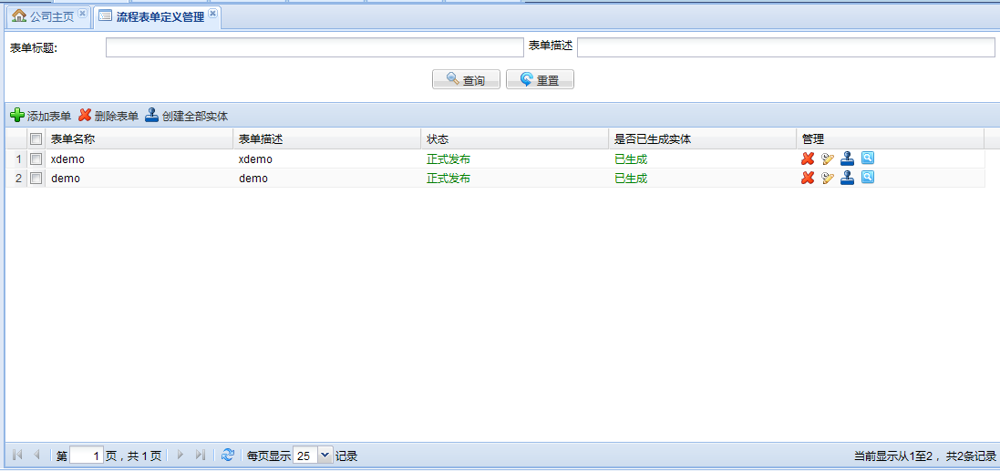 公司主页 流程表单定义管理
表单标题: 表单描述
查询 重置
添加表单 删除表单 创建全部实体
表单名称 表单描述 状态 是否已生成实体 管理
1 xdemo xdemo 正式发布 已生成
2 demo demo 正式发布 已生成
第 1 页,共 1 页 每页显示 25 记录 当前显示从1至2, 共2条记录